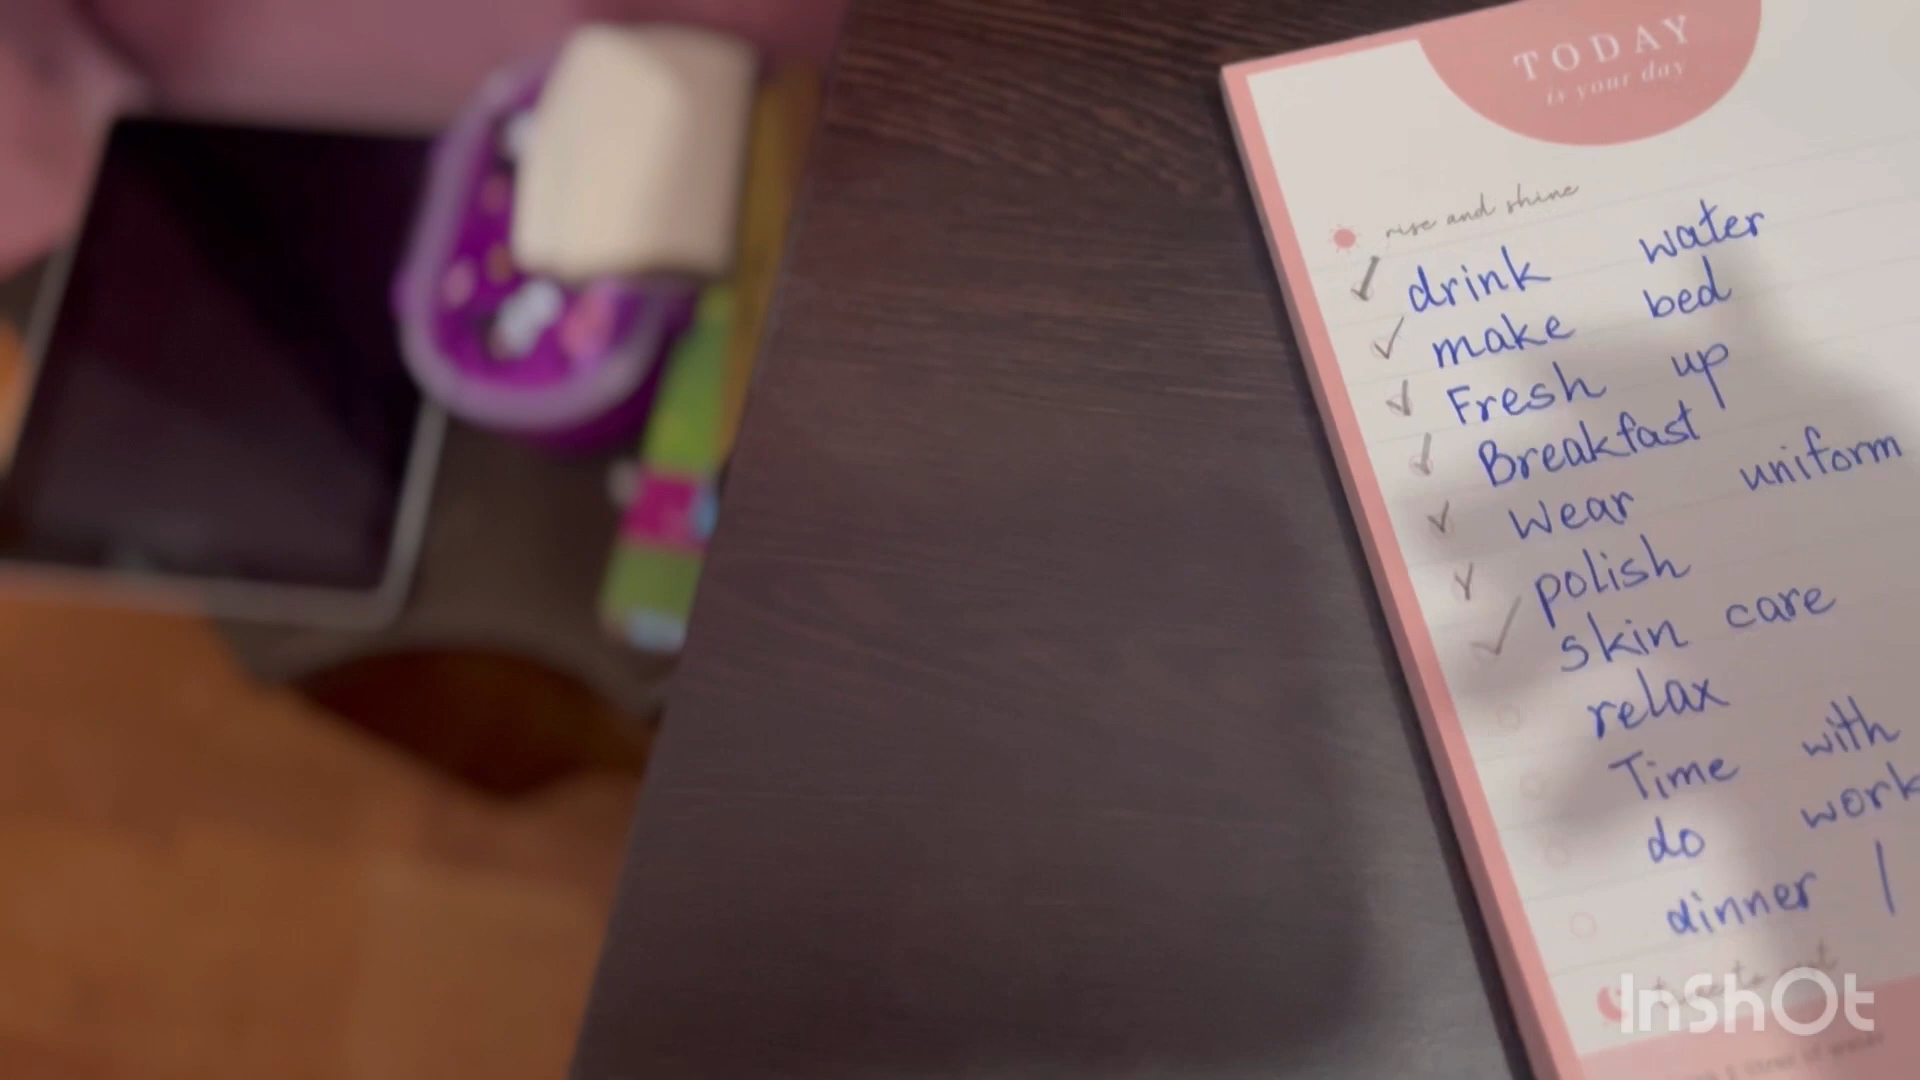 TODAY
is your day
rise and shine
drink water
make bed
Fresh up
Breakfast
Wear uniform
polish
skin care
relax
Time with
do work
dinner
InShOt